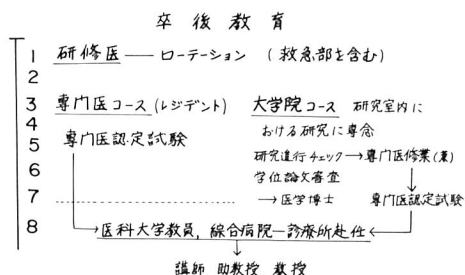 卒後教育
1 研修医 ローテーション (救急部を含む)
2
3 専門医コース(レジデント) 大学院コース 研究室内に
4 おける研究に専念
5 専門医認定試験 研究進行チェック→専門医修業(兼)
6 学位論文審査
7 →医学博士 専門医認定試験
8 医科大学教員,綜合病院−診療所赴任
講師 助教授 教授